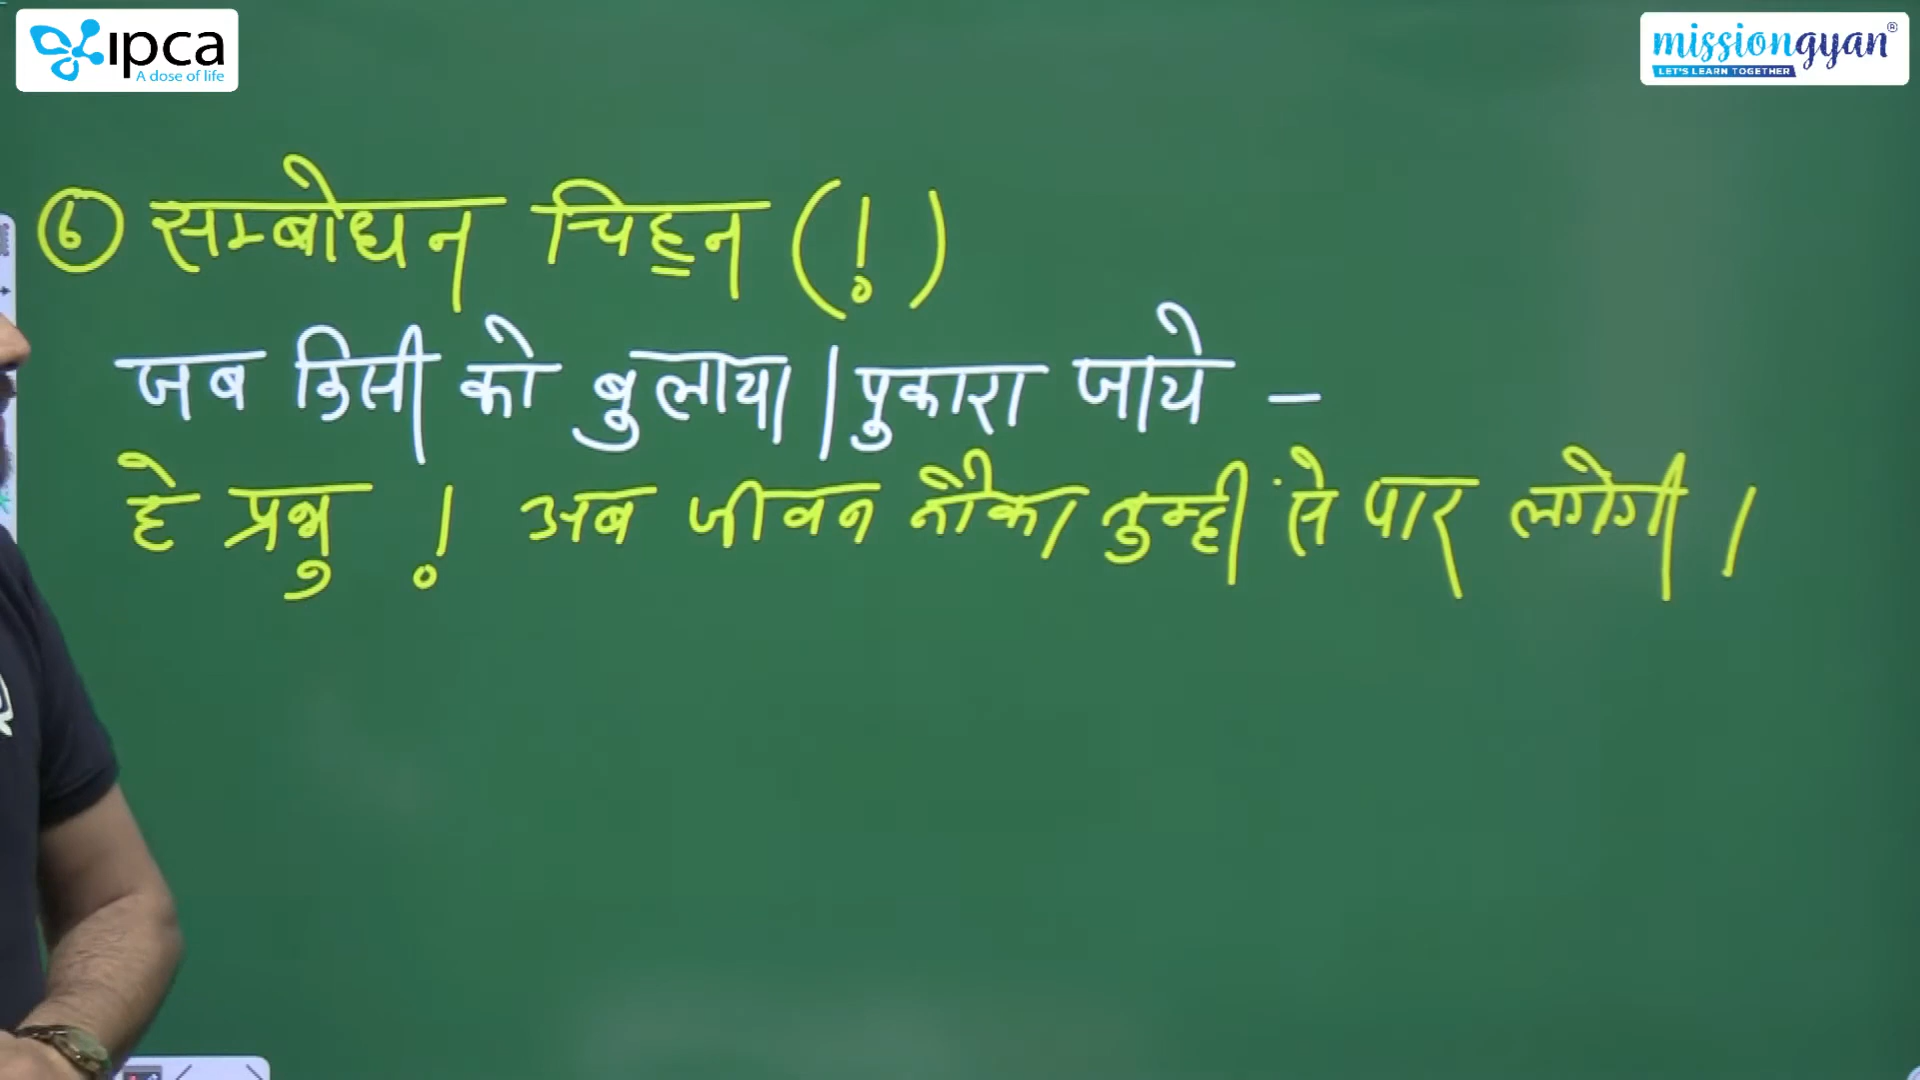 ipca
A dose of life
missiongyan®
LET'S LEARN TOGETHER
⑥ सम्बोधन चिह्न (!)
जब किसी को बुलाया/पुकारा जाये –
हे प्रभु ! अब जीवन नौका तुम्ही से पार लगेगी ।